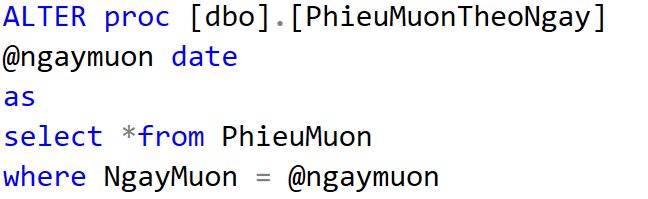 ALTER proc [dbo].[PhieuMuonTheoNgay]
@ngaymuon date
as
select *from PhieuMuon
where NgayMuon = @ngaymuon